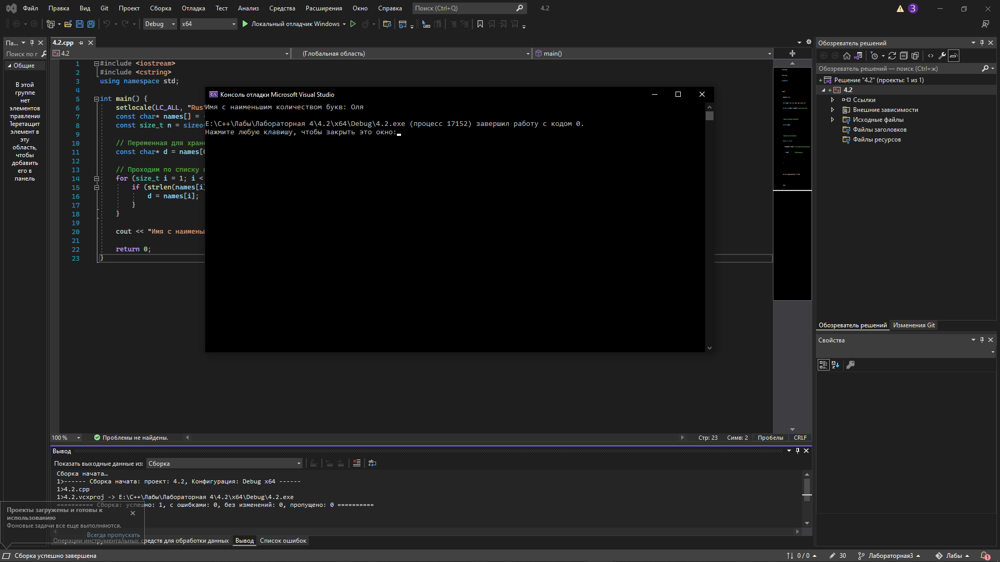 Файл Правка Вид Git Проект Сборка Отладка Тест Анализ Средства Расширения Окно Справка Поиск (Ctrl+Q) 4.2 3
Debug x64 Локальный отладчик Windows
Па...
Поиск по г
Общие
В этой
группе
нет
элементов
управления
Перетащите
элемент в
эту
область,
чтобы
добавить
его в
панель
4.2.cpp
4.2 (Глобальная область) main()
1 #include <iostream>
2 #include <cstring>
3 using namespace std;
4
5 int main() {
6 setlocale(LC_ALL, "Rus"
7 const char* names[] =
8 const size_t n = sizeo
9
10 // Переменная для хране
11 const char* d = names[0
12
13 // Проходим по списку
14 for (size_t i = 1; i <
15 if (strlen(names[i]
16 d = names[i];
17 }
18 }
19
20 cout << "Имя с наимень
21
22 return 0;
23 }
Консоль отладки Microsoft Visual Studio
Имя с наименьшим количеством букв: Оля
E:\C++\Лабы\Лабораторная 4\4.2\x64\Debug\4.2.exe (процесс 17152) завершил работу с кодом 0.
Нажмите любую клавишу, чтобы закрыть это окно:
100 % Проблемы не найдены. Стр: 23 Симв: 2 Пробелы CRLF
Вывод
Показать выходные данные из: Сборка
Сборка начата…
1>------ Сборка начата: проект: 4.2, Конфигурация: Debug x64 ------
1>4.2.cpp
1>4.2.vcxproj -> E:\C++\Лабы\Лабораторная 4\4.2\x64\Debug\4.2.exe
========== Сборка: успешно: 1, с ошибками: 0, без изменений: 0, пропущено: 0 ==========
Проекты загружены и готовы к
использованию
Фоновые задачи все еще выполняются.
Всегда пропускать
Операции инструментальных средств для обработки данных Вывод Список ошибок
Обозреватель решений
Обозреватель решений — поиск (Ctrl+ж)
Решение "4.2" (проекты: 1 из 1)
4.2
Ссылки
Внешние зависимости
Исходные файлы
Файлы заголовков
Файлы ресурсов
Обозреватель решений Изменения Git
Свойства
Сборка успешно завершена 0 / 0 30 Лабораторная3 Лабы 1